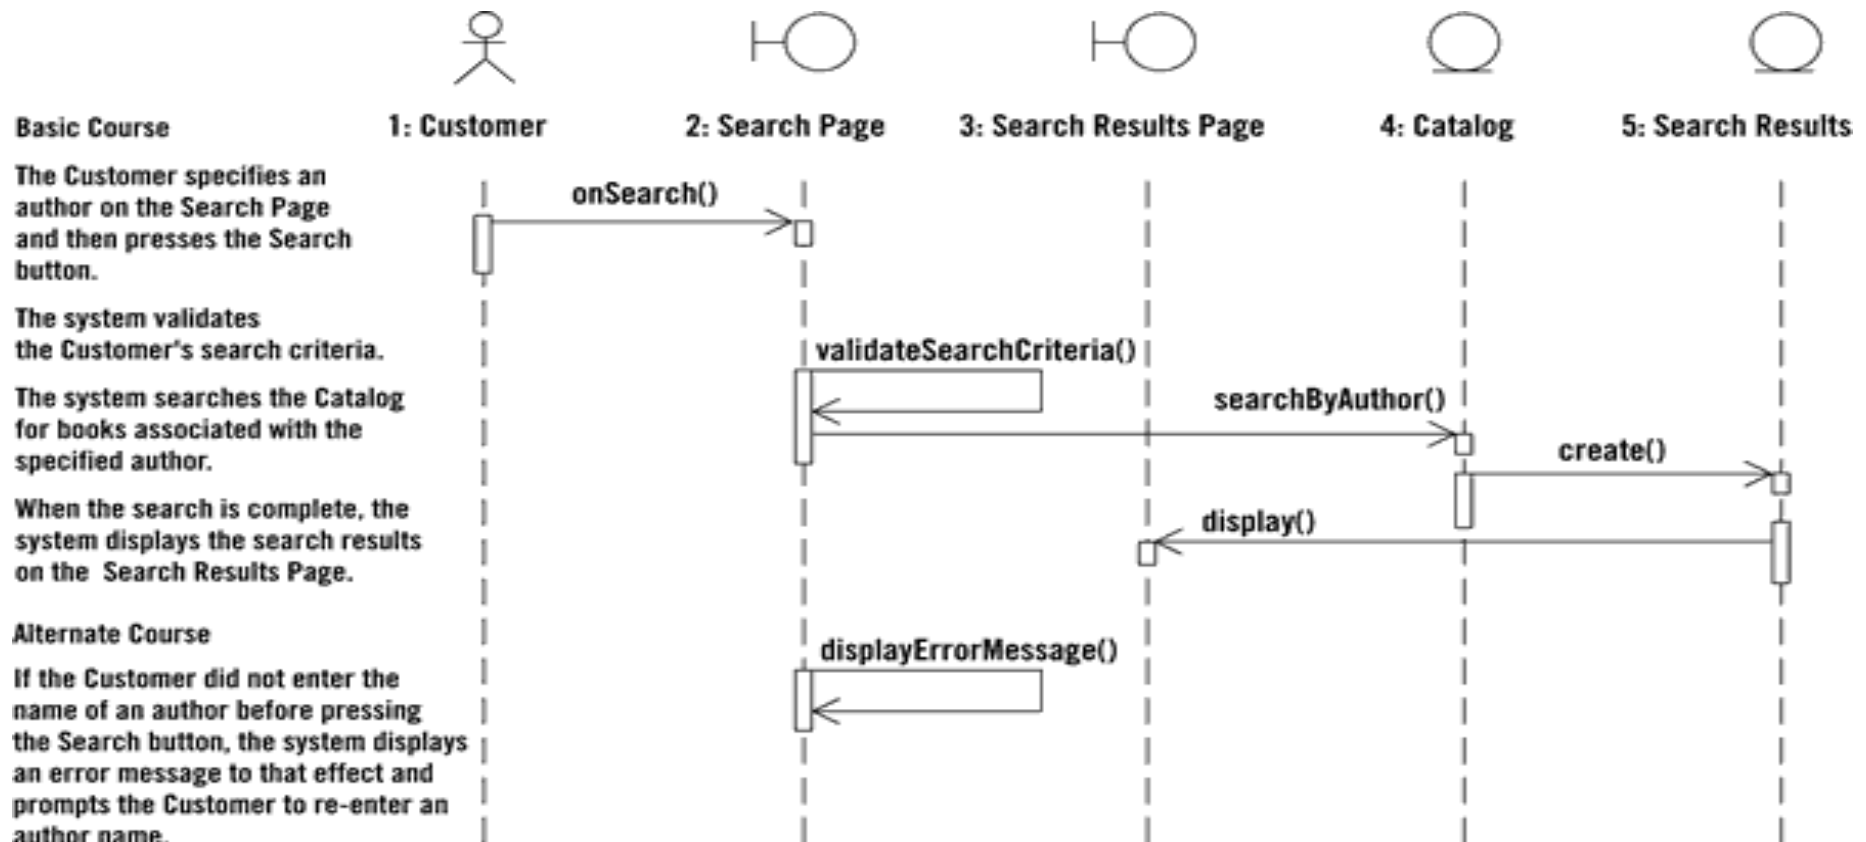 Basic Course
1: Customer
2: Search Page
3: Search Results Page
4: Catalog
5: Search Results
The Customer specifies an
author on the Search Page
and then presses the Search
button.
onSearch()
The system validates
the Customer's search criteria.
validateSearchCriteria()
The system searches the Catalog
for books associated with the
specified author.
searchByAuthor()
create()
When the search is complete, the
system displays the search results
on the Search Results Page.
display()
Alternate Course
displayErrorMessage()
If the Customer did not enter the
name of an author before pressing
the Search button, the system displays
an error message to that effect and
prompts the Customer to re-enter an
author name.